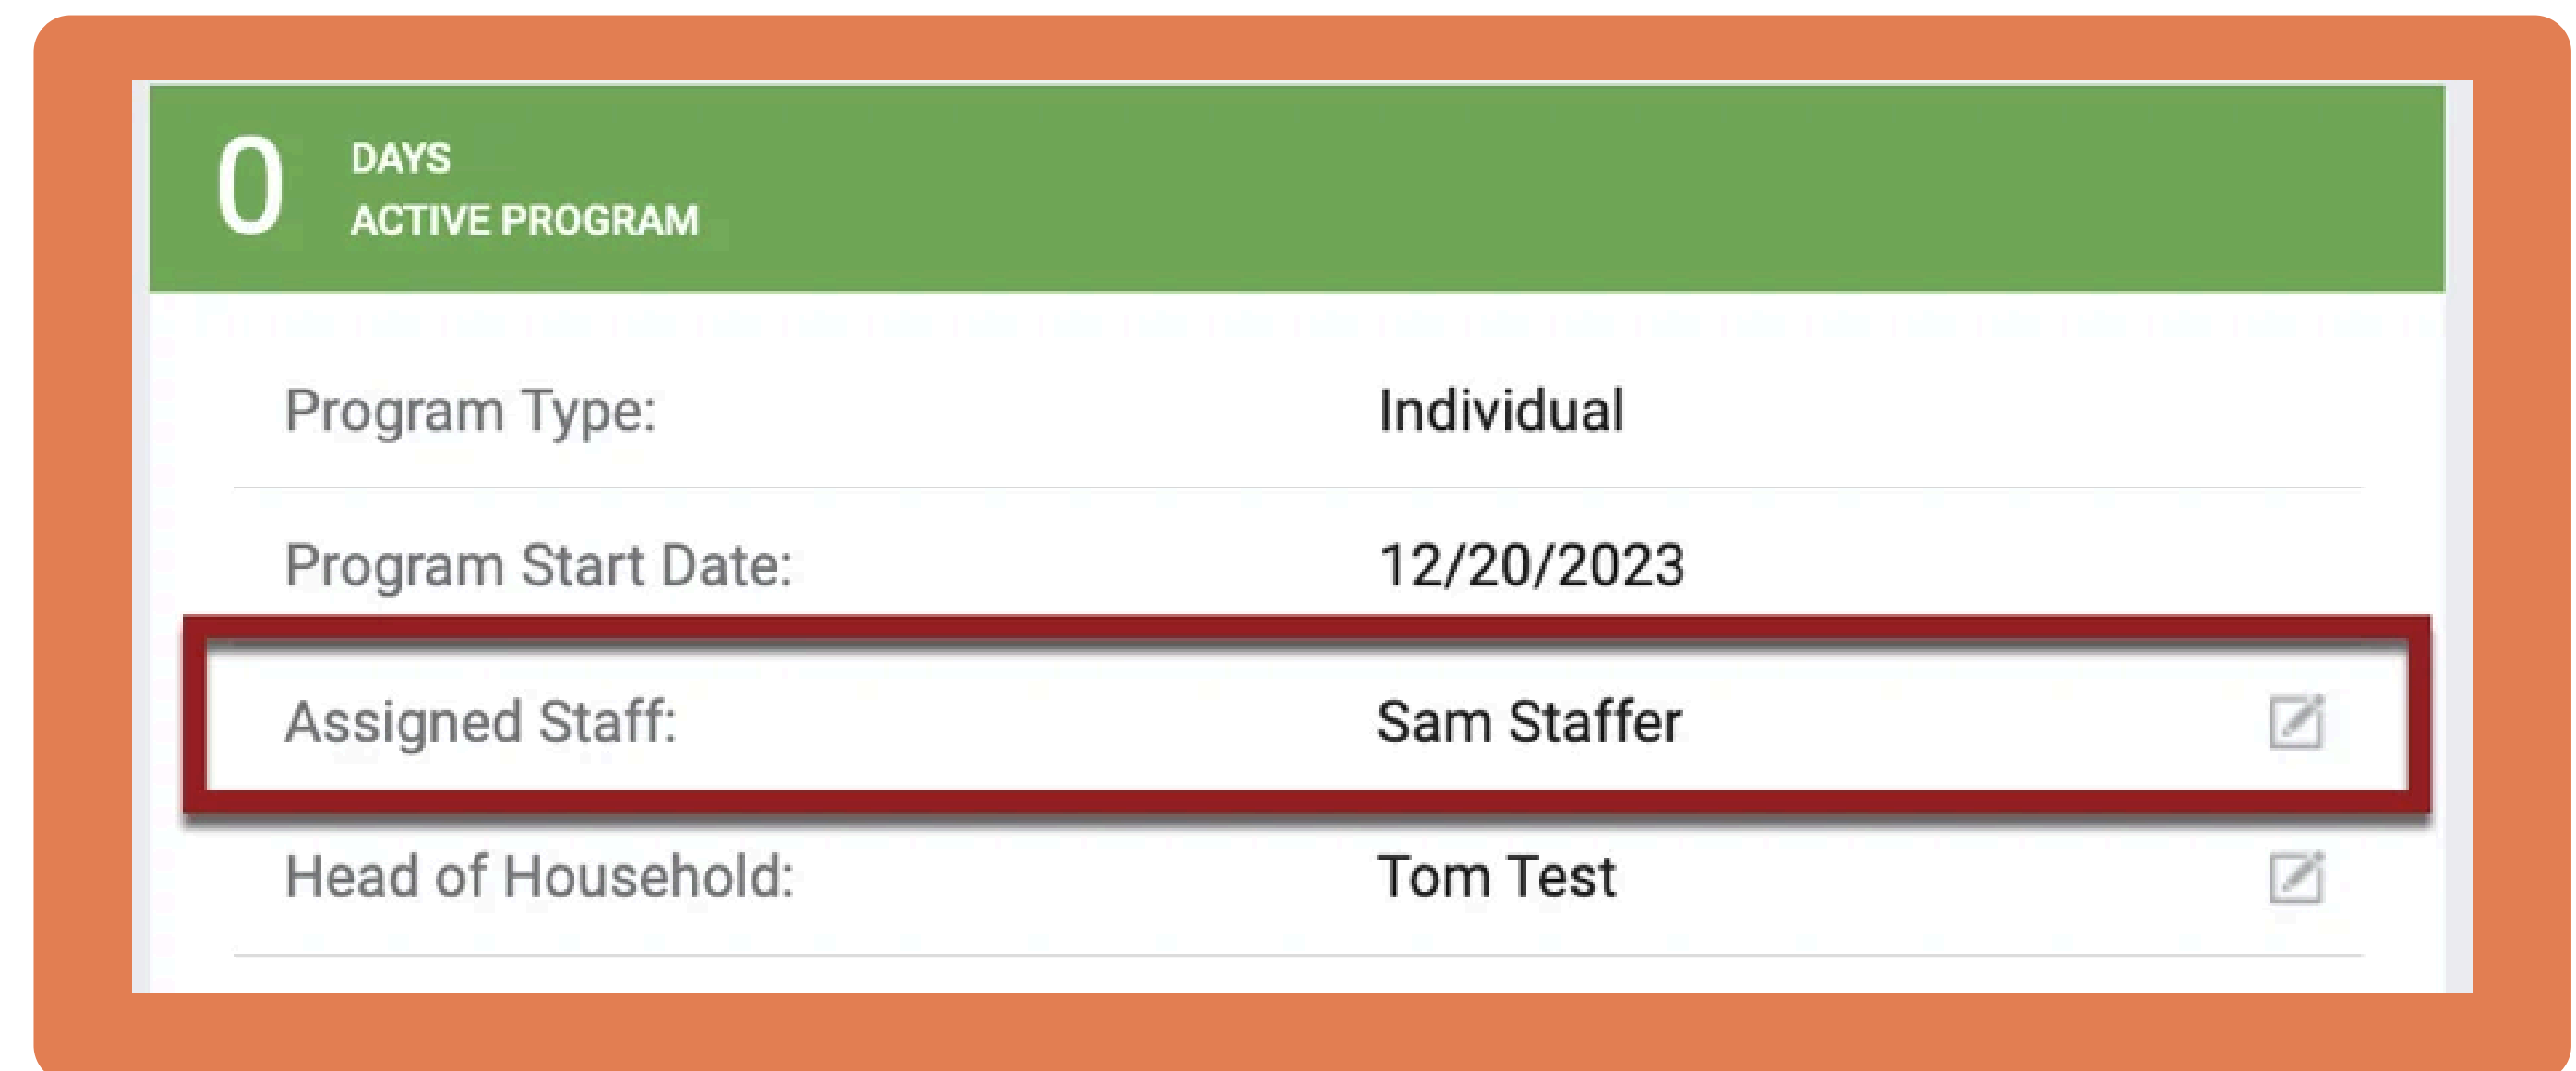 0 DAYS
ACTIVE PROGRAM
Program Type: Individual
Program Start Date: 12/20/2023
Assigned Staff: Sam Staffer
Head of Household: Tom Test